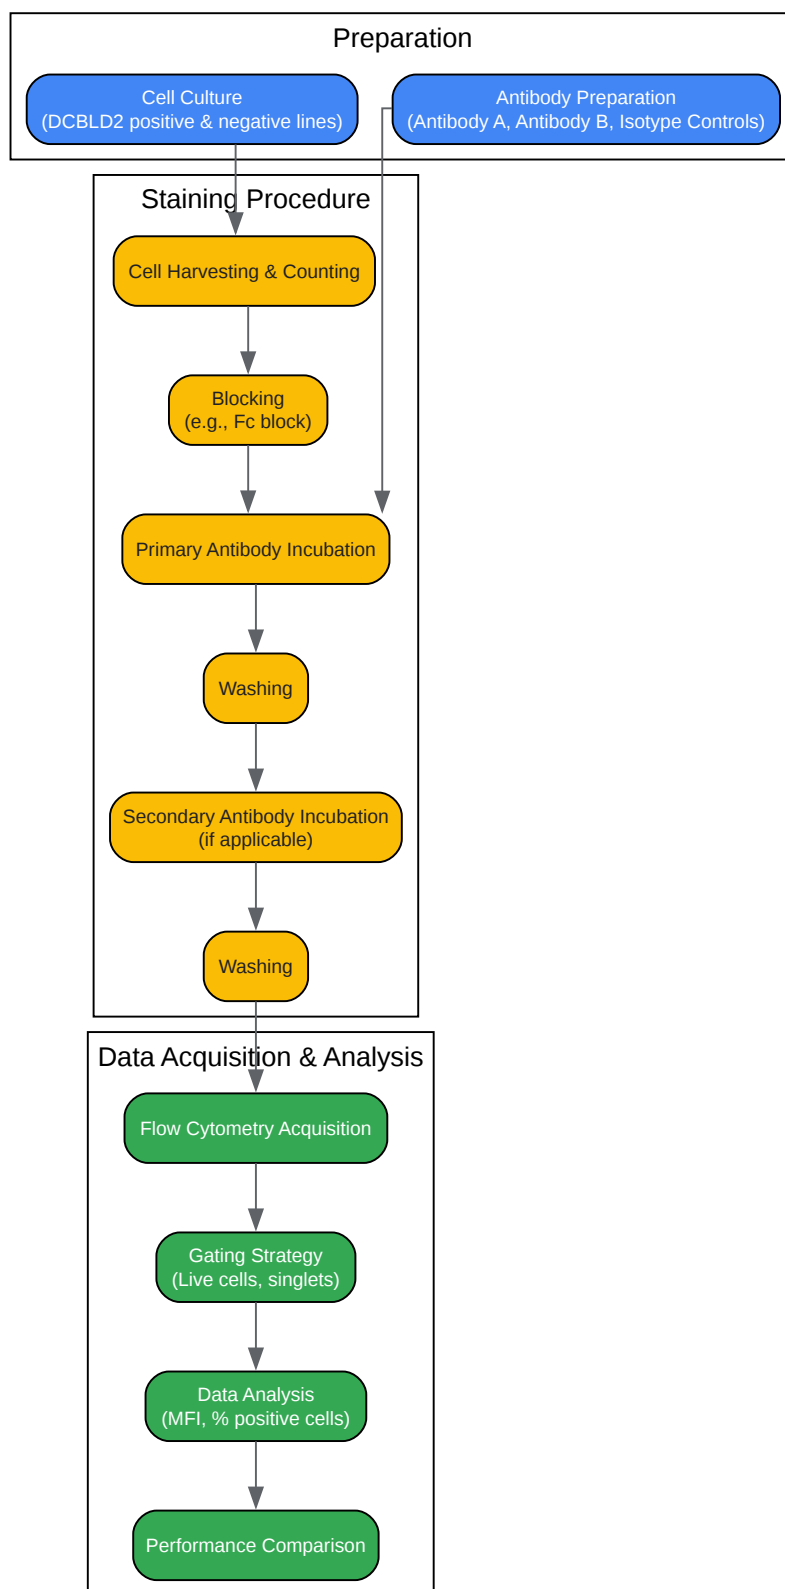 Preparation
Cell Culture
(DCBLD2 positive & negative lines)
Antibody Preparation
(Antibody A, Antibody B, Isotype Controls)
Staining Procedure
Cell Harvesting & Counting
Blocking
(e.g., Fc block)
Primary Antibody Incubation
Washing
Secondary Antibody Incubation
(if applicable)
Washing
Data Acquisition & Analysis
Flow Cytometry Acquisition
Gating Strategy
(Live cells, singlets)
Data Analysis
(MFI, % positive cells)
Performance Comparison